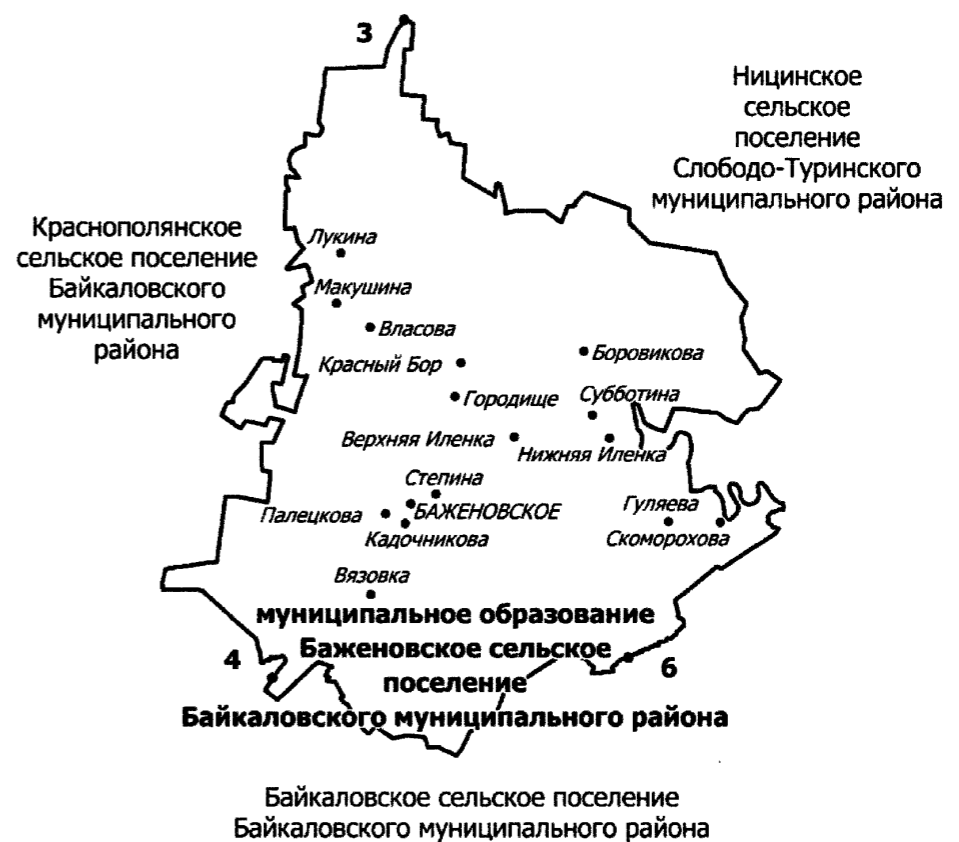 3
Ницинское
сельское
поселение
Слободо-Туринского
муниципального района
Краснополянское
сельское поселение
Байкаловского
муниципального
района
Лукина
Макушина
Власова
Красный Бор
Боровикова
Городище
Субботина
Верхняя Иленка
Нижняя Иленка
Степина
БАЖЕНОВСКОЕ
Палецкова
Кадочникова
Гуляева
Скоморохова
Вязовка
муниципальное образование
Баженовское сельское
поселение
Байкаловского муниципального района
4
6
Байкаловское сельское поселение
Байкаловского муниципального района